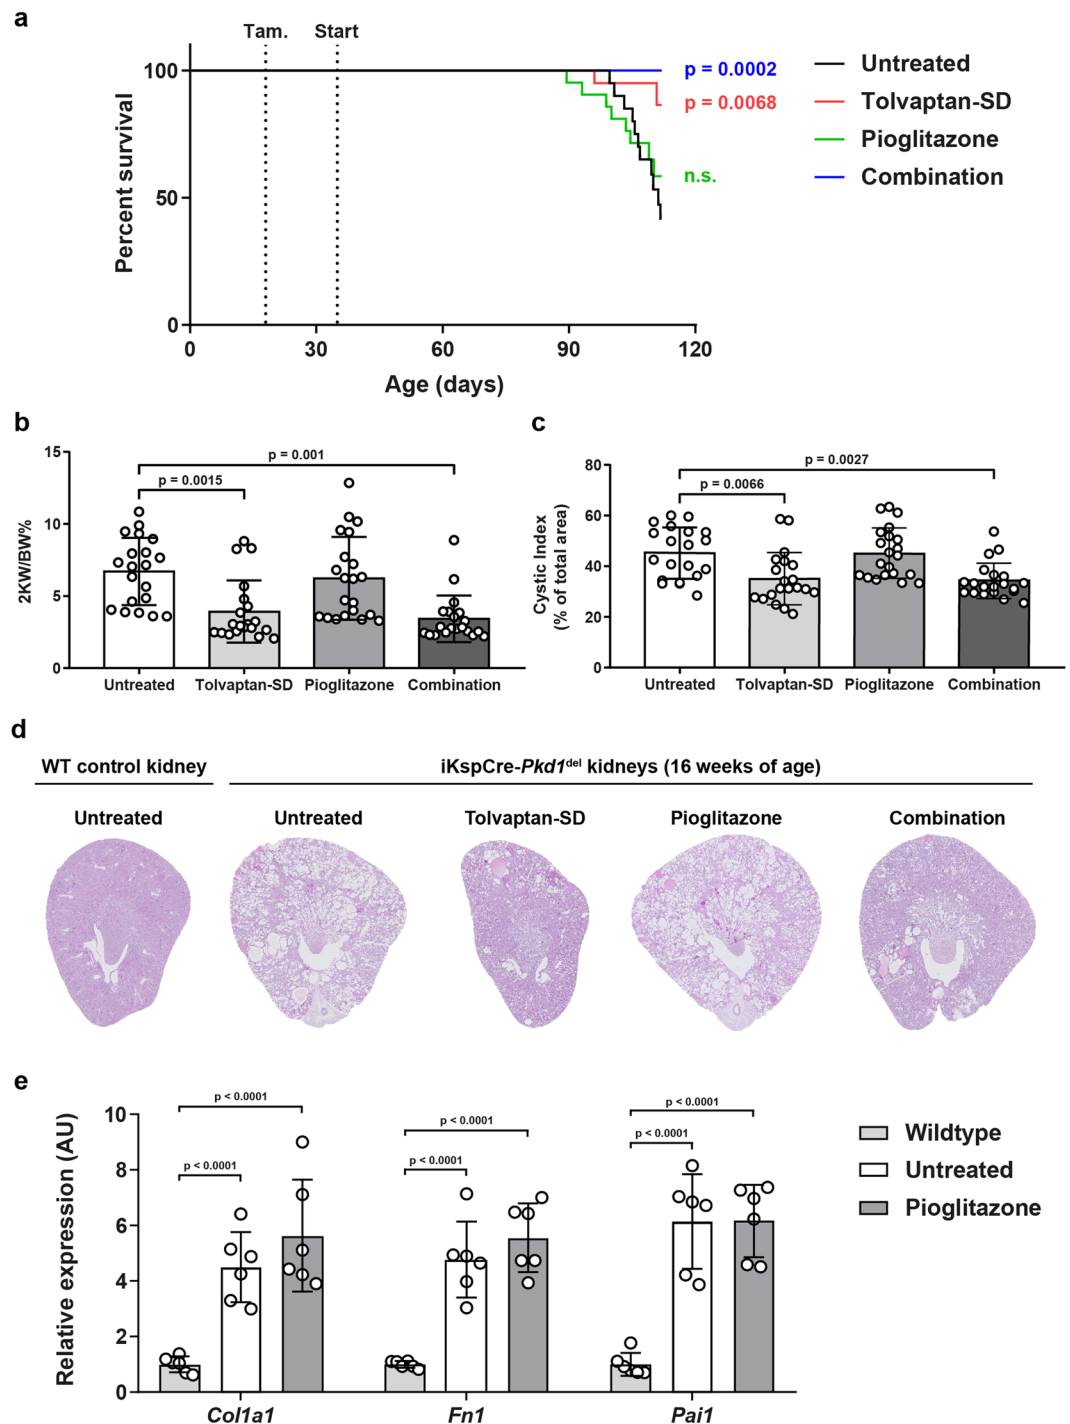 a
Tam. Start
100
50
0
0 30 60 90 120
Percent survival
Age (days)
p = 0.0002
p = 0.0068
n.s.
Untreated
Tolvaptan-SD
Pioglitazone
Combination
b
2KW/BW%
15
10
5
0
p = 0.001
p = 0.0015
Untreated Tolvaptan-SD Pioglitazone Combination
c
Cystic Index
(% of total area)
80
60
40
20
0
p = 0.0027
p = 0.0066
Untreated Tolvaptan-SD Pioglitazone Combination
d
WT control kidney
iKspCre-Pkd1del kidneys (16 weeks of age)
Untreated Untreated Tolvaptan-SD Pioglitazone Combination
e
Relative expression (AU)
10
8
6
4
2
0
p < 0.0001
p < 0.0001
p < 0.0001
p < 0.0001
p < 0.0001
p < 0.0001
Col1a1 Fn1 Pai1
Wildtype
Untreated
Pioglitazone